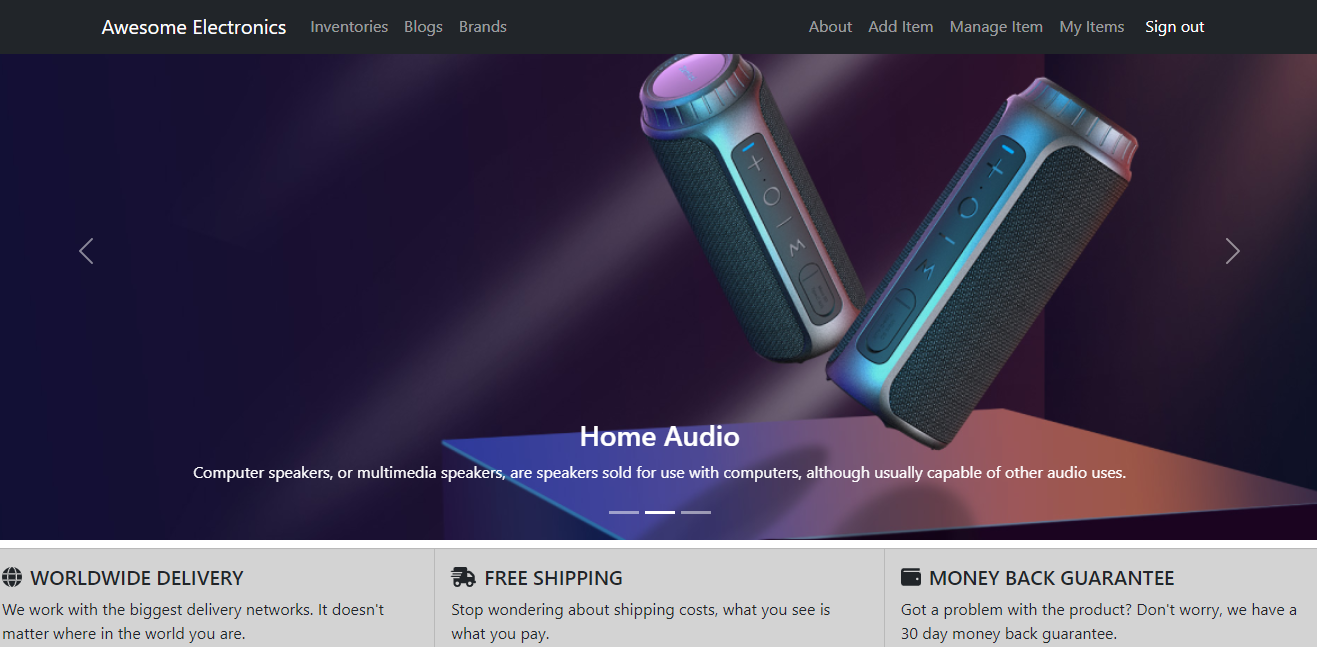 Awesome Electronics Inventories Blogs Brands About Add Item Manage Item My Items Sign out
Home Audio
Computer speakers, or multimedia speakers, are speakers sold for use with computers, although usually capable of other audio uses.
WORLDWIDE DELIVERY
We work with the biggest delivery networks. It doesn't
matter where in the world you are.
FREE SHIPPING
Stop wondering about shipping costs, what you see is
what you pay.
MONEY BACK GUARANTEE
Got a problem with the product? Don't worry, we have a
30 day money back guarantee.